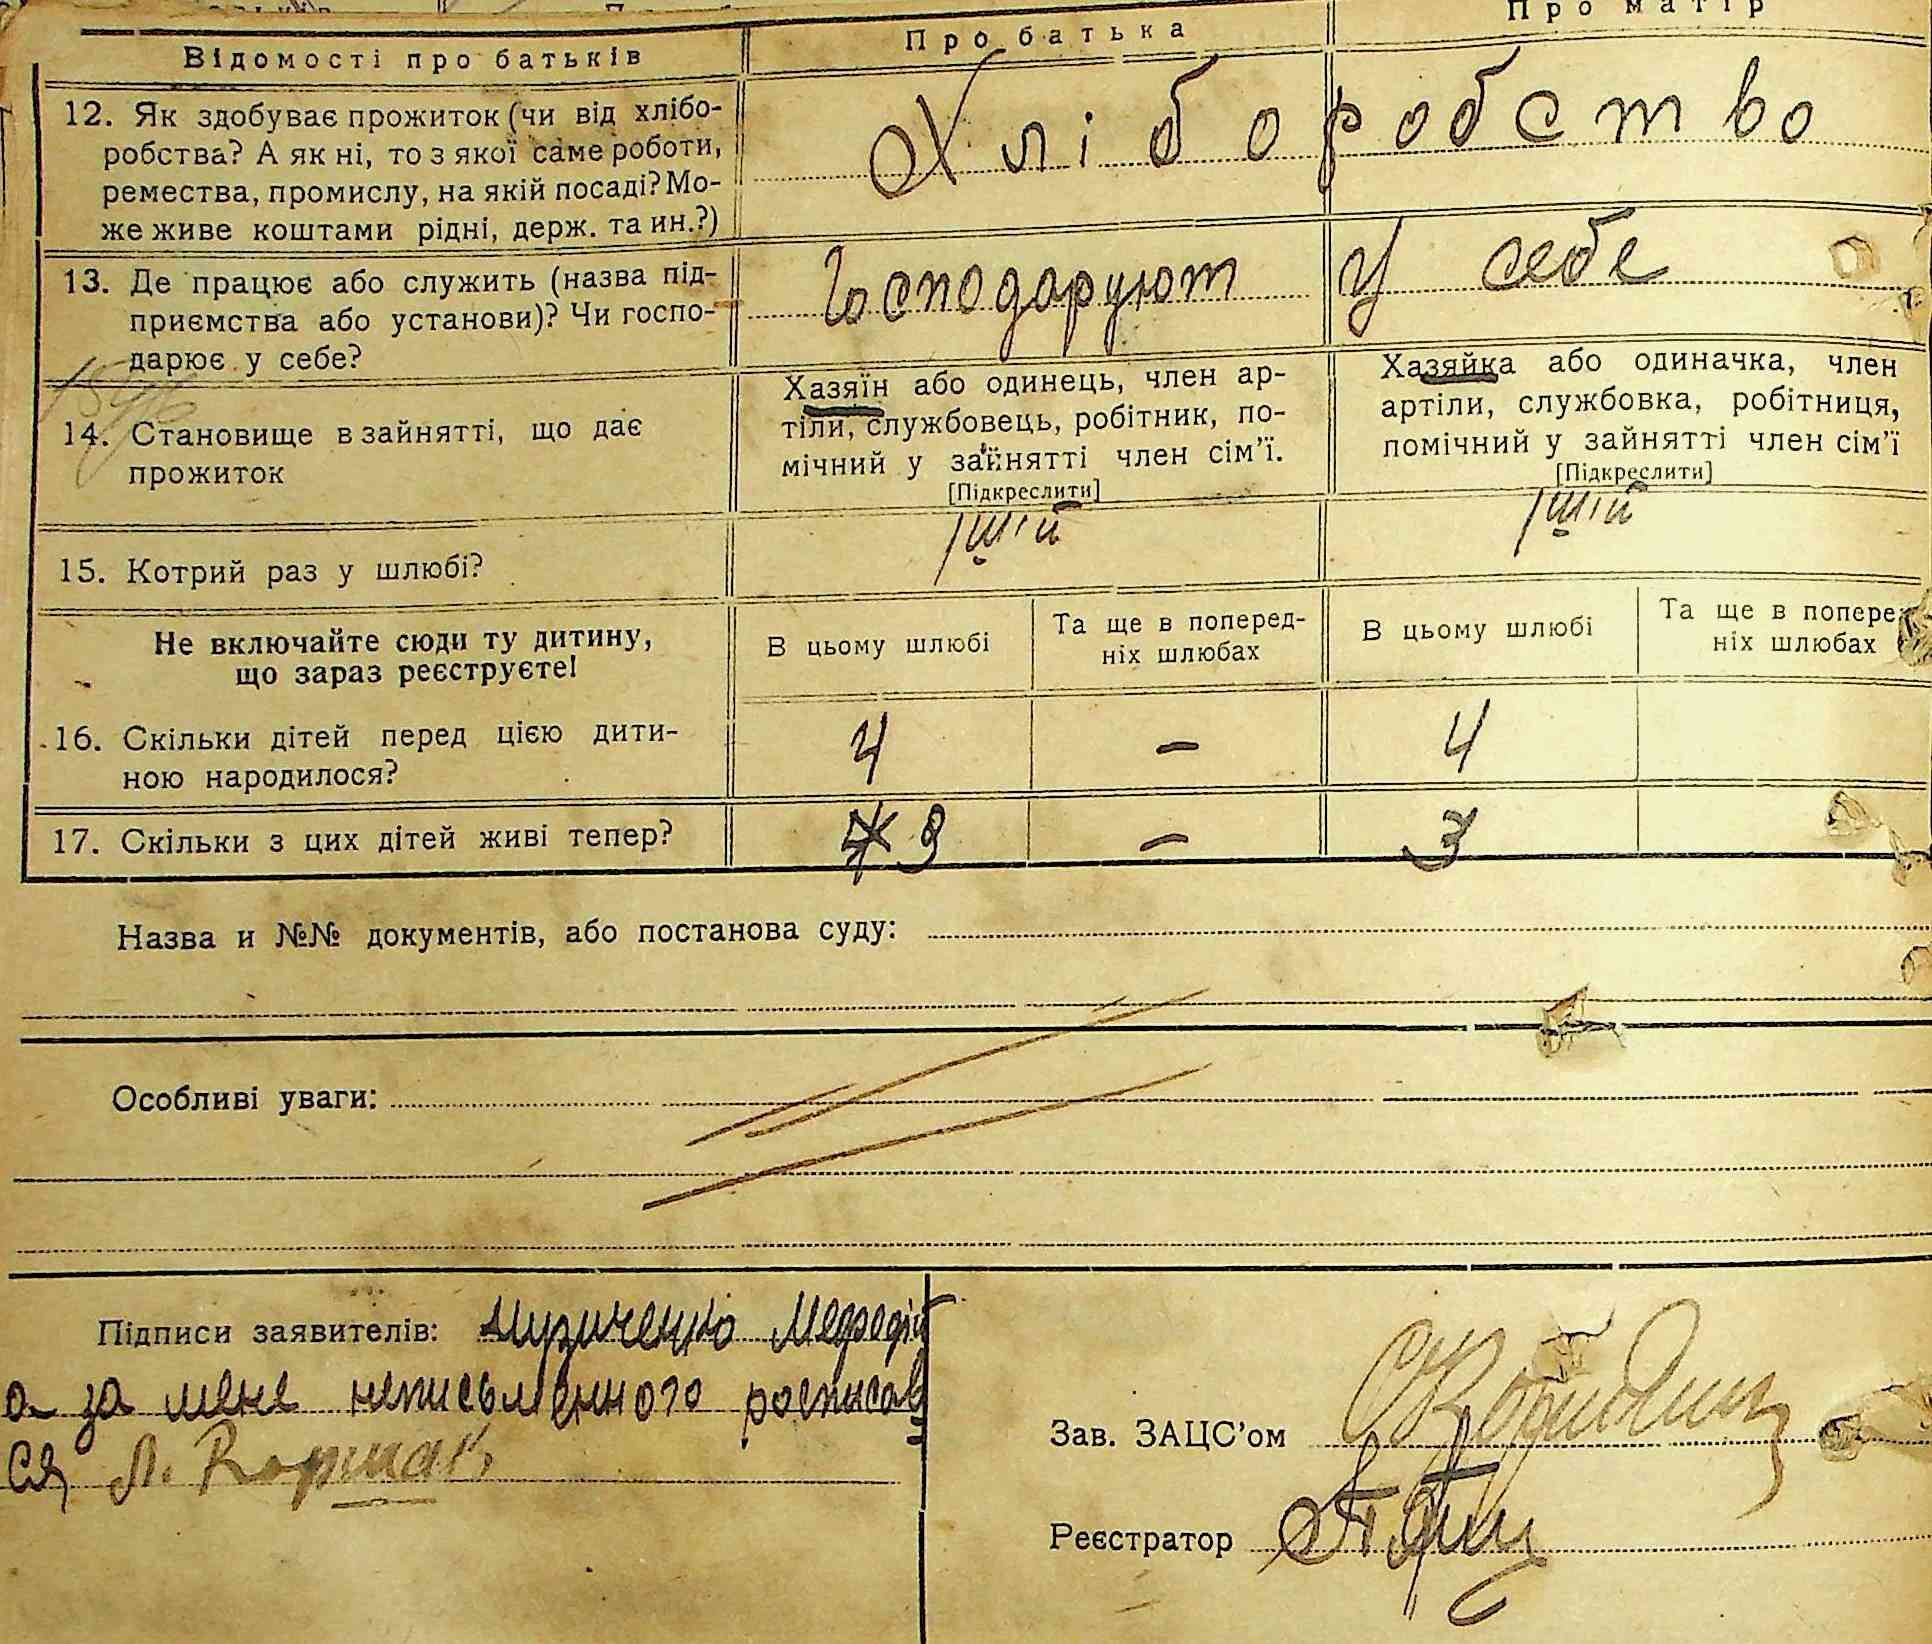 Відомості про батьків
Про батька
Про матір
12. Як здобуває прожиток (чи від хлібо-
робства? А як ні, то з якої саме роботи,
ремества, промислу, на якій посаді? Мо-
же живе коштами рідні, держ. та ин.?)
Хліборобство
13. Де працює або служить (назва під-
приємства або установи)? Чи госпо-
дарює у себе?
Господарують у себе
14. Становище в зайнятті, що дає
прожиток
Хазяїн або одинець, член ар-
тіли, службовець, робітник, по-
мічний у зайнятті член сім'ї.
[Підкреслити]
Хазяйка або одиначка, член
артіли, службовка, робітниця,
помічний у зайнятті член сім'ї
[Підкреслити]
15. Котрий раз у шлюбі?
Не включайте сюди ту дитину,
що зараз реєструєте!
В цьому шлюбі
Та ще в поперед-
ніх шлюбах
В цьому шлюбі
Та ще в попере
ніх шлюбах
16. Скільки дітей перед цією дити-
ною народилося?
4 – 4
17. Скільки з цих дітей живі тепер?
3 – 3
Назва и №№ документів, або постанова суду:
Особливі уваги:
Підписи заявителів: Музиченко
а за мене неписьменного росписав
ся Л. Коршак
Зав. ЗАЦС'ом
Реєстратор